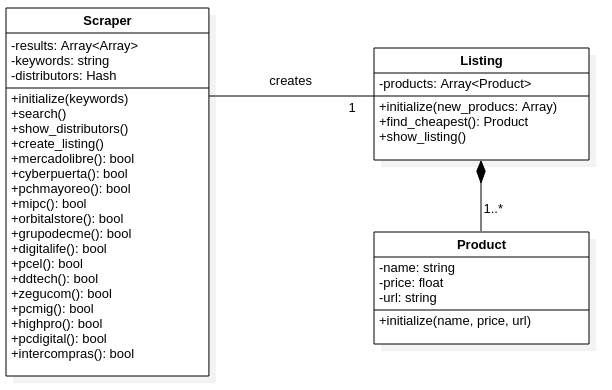 Scraper
-results: Array<Array>
-keywords: string
-distributors: Hash
+initialize(keywords)
+search()
+show_distributors()
+create_listing()
+mercadolibre(): bool
+cyberpuerta(): bool
+pchmayoreo(): bool
+mipc(): bool
+orbitalstore(): bool
+grupodecme(): bool
+digitalife(): bool
+pcel(): bool
+ddtech(): bool
+zegucom(): bool
+pcmig(): bool
+highpro(): bool
+pcdigital(): bool
+intercompras(): bool
creates
1
Listing
-products: Array<Product>
+initialize(new_producs: Array)
+find_cheapest(): Product
+show_listing()
1..*
Product
-name: string
-price: float
-url: string
+initialize(name, price, url)